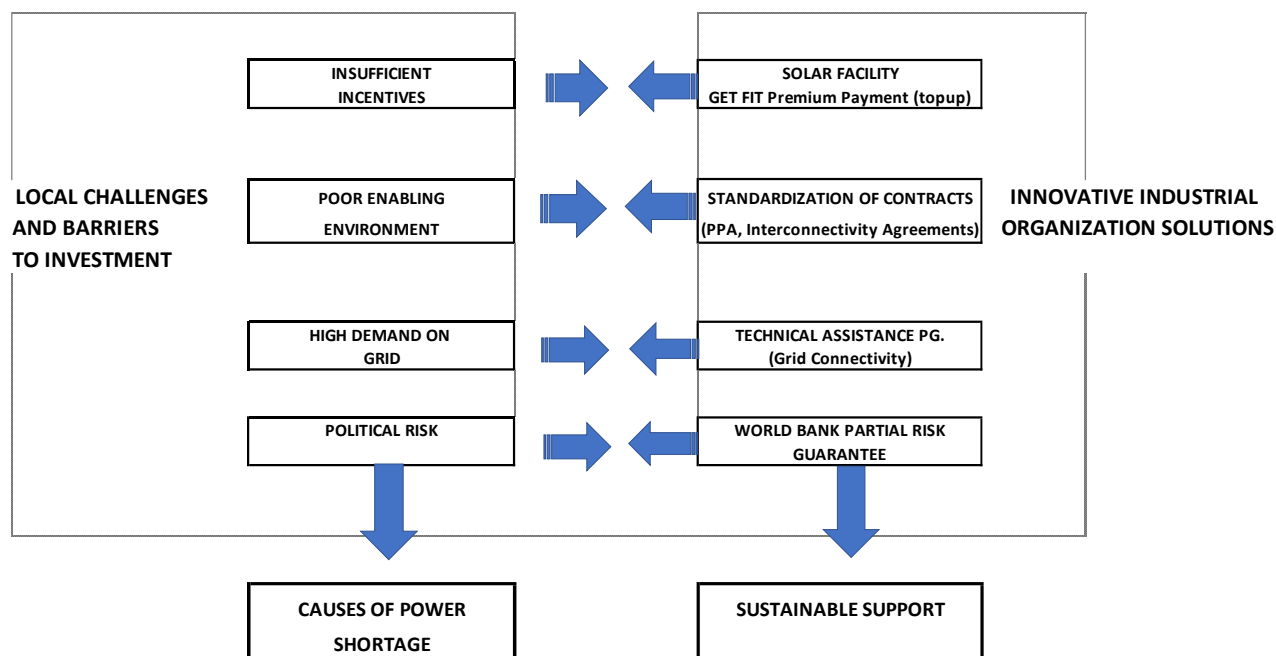 INSUFFICIENT
INCENTIVES
SOLAR FACILITY
GET FIT Premium Payment (topup)
LOCAL CHALLENGES
AND BARRIERS
TO INVESTMENT
POOR ENABLING
ENVIRONMENT
STANDARDIZATION OF CONTRACTS
(PPA, Interconnectivity Agreements)
INNOVATIVE INDUSTRIAL
ORGANIZATION SOLUTIONS
HIGH DEMAND ON
GRID
TECHNICAL ASSISTANCE PG.
(Grid Connectivity)
POLITICAL RISK
WORLD BANK PARTIAL RISK
GUARANTEE
CAUSES OF POWER
SHORTAGE
SUSTAINABLE SUPPORT